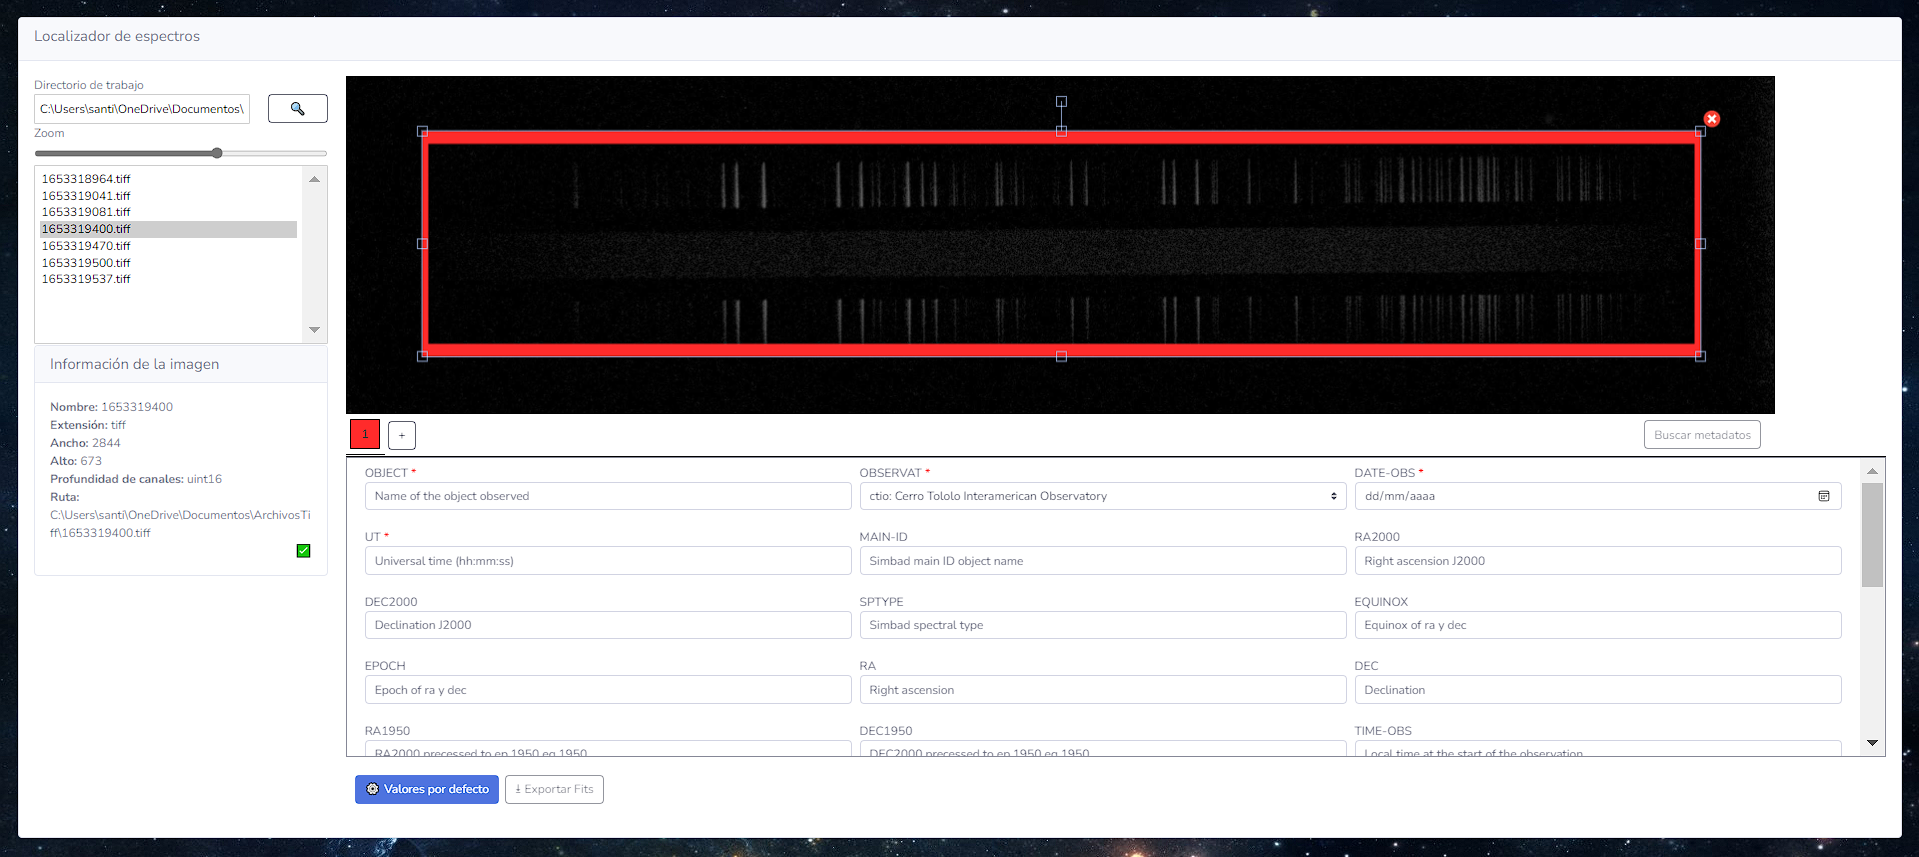 Localizador de espectros
Directorio de trabajo
C:\Users\santi\OneDrive\Documentos\
Zoom
1653318964.tiff
1653319041.tiff
1653319081.tiff
1653319400.tiff
1653319470.tiff
1653319500.tiff
1653319537.tiff
Información de la imagen
Nombre: 1653319400
Extensión: tiff
Ancho: 2844
Alto: 673
Profundidad de canales: uint16
Ruta:
C:\Users\santi\OneDrive\Documentos\ArchivosTi
ff\1653319400.tiff
1 + Buscar metadatos
OBJECT * OBSERVAT * DATE-OBS *
Name of the object observed ctio: Cerro Tololo Interamerican Observatory dd/mm/aaaa
UT * MAIN-ID RA2000
Universal time (hh:mm:ss) Simbad main ID object name Right ascension J2000
DEC2000 SPTYPE EQUINOX
Declination J2000 Simbad spectral type Equinox of ra y dec
EPOCH RA DEC
Epoch of ra y dec Right ascension Declination
RA1950 DEC1950 TIME-OBS
RA2000 precessed to ep 1950 eq 1950 DEC2000 precessed to ep 1950 eq 1950 Local time at the start of the observation
Valores por defecto Exportar Fits